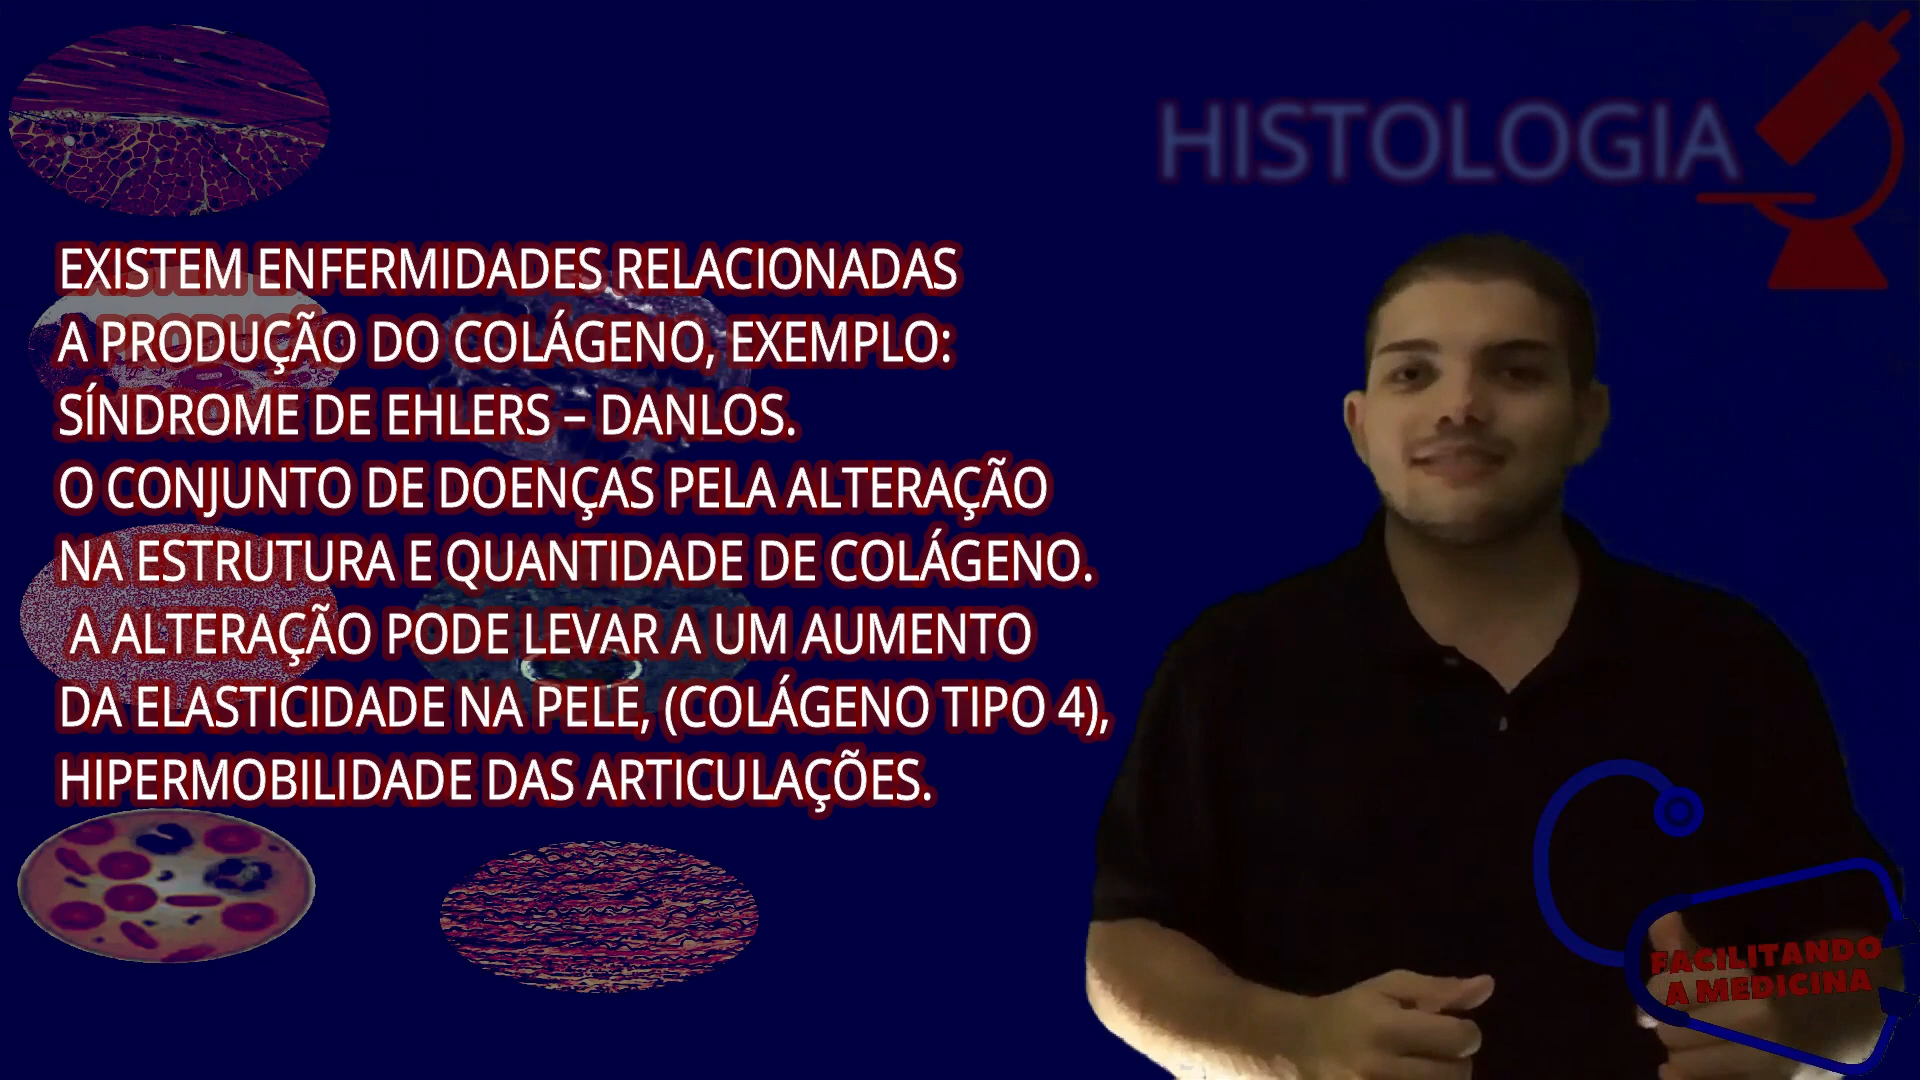 HISTOLOGIA
EXISTEM ENFERMIDADES RELACIONADAS
A PRODUÇÃO DO COLÁGENO, EXEMPLO:
SÍNDROME DE EHLERS – DANLOS.
O CONJUNTO DE DOENÇAS PELA ALTERAÇÃO
NA ESTRUTURA E QUANTIDADE DE COLÁGENO.
A ALTERAÇÃO PODE LEVAR A UM AUMENTO
DA ELASTICIDADE NA PELE, (COLÁGENO TIPO 4),
HIPERMOBILIDADE DAS ARTICULAÇÕES.
FACILITANDO
A MEDICINA